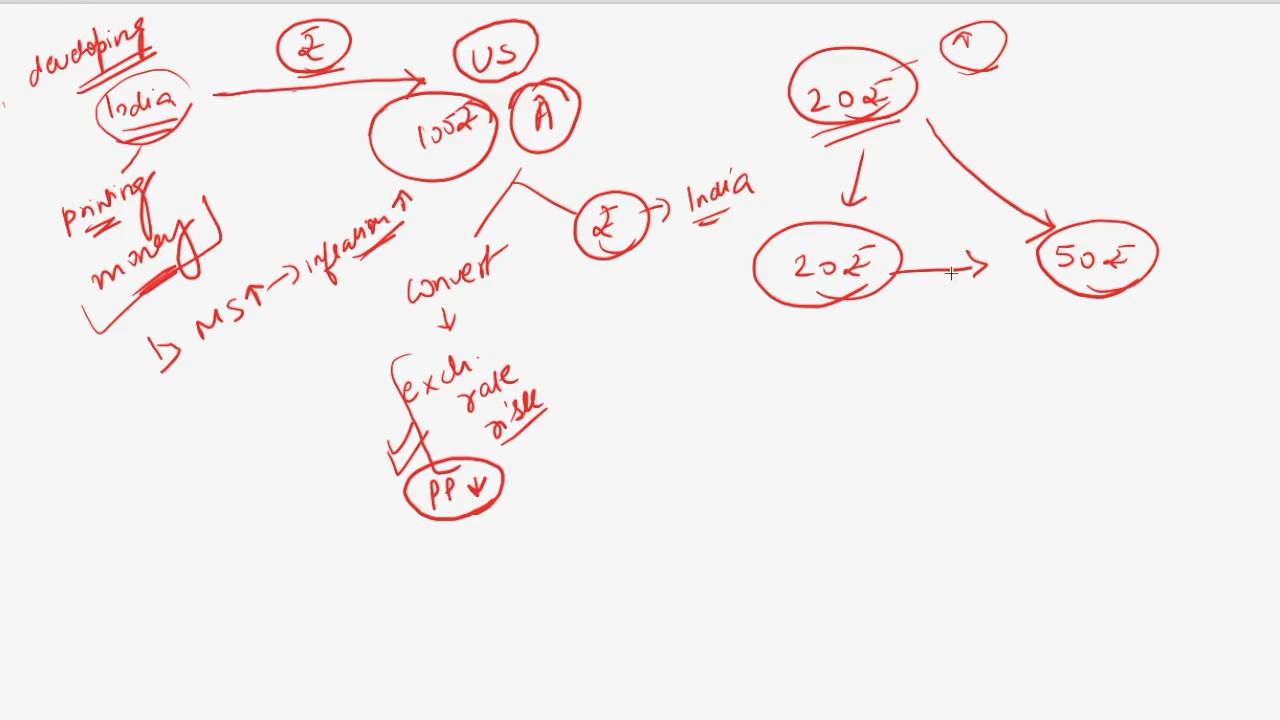 developing
India
printing
money
MS↑ → inflation ↑
₹
US
100₹
A
convert
↓
exch.
rate
risk
PP ↓
₹ → India
20₹
↑
20₹ → 50₹